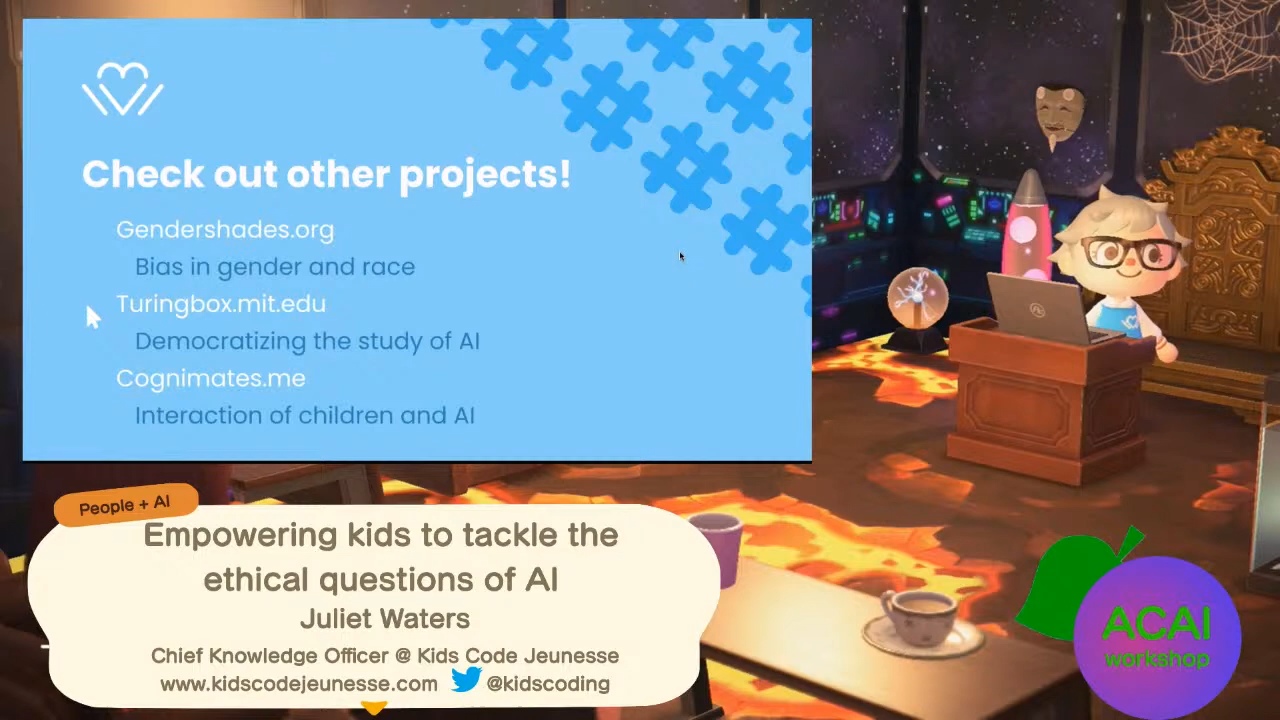 Check out other projects!
Gendershades.org
Bias in gender and race
Turingbox.mit.edu
Democratizing the study of AI
Cognimates.me
Interaction of children and AI
People + AI
Empowering kids to tackle the
ethical questions of AI
Juliet Waters
Chief Knowledge Officer @ Kids Code Jeunesse
www.kidscodejeunesse.com @kidscoding
ACAI
workshop